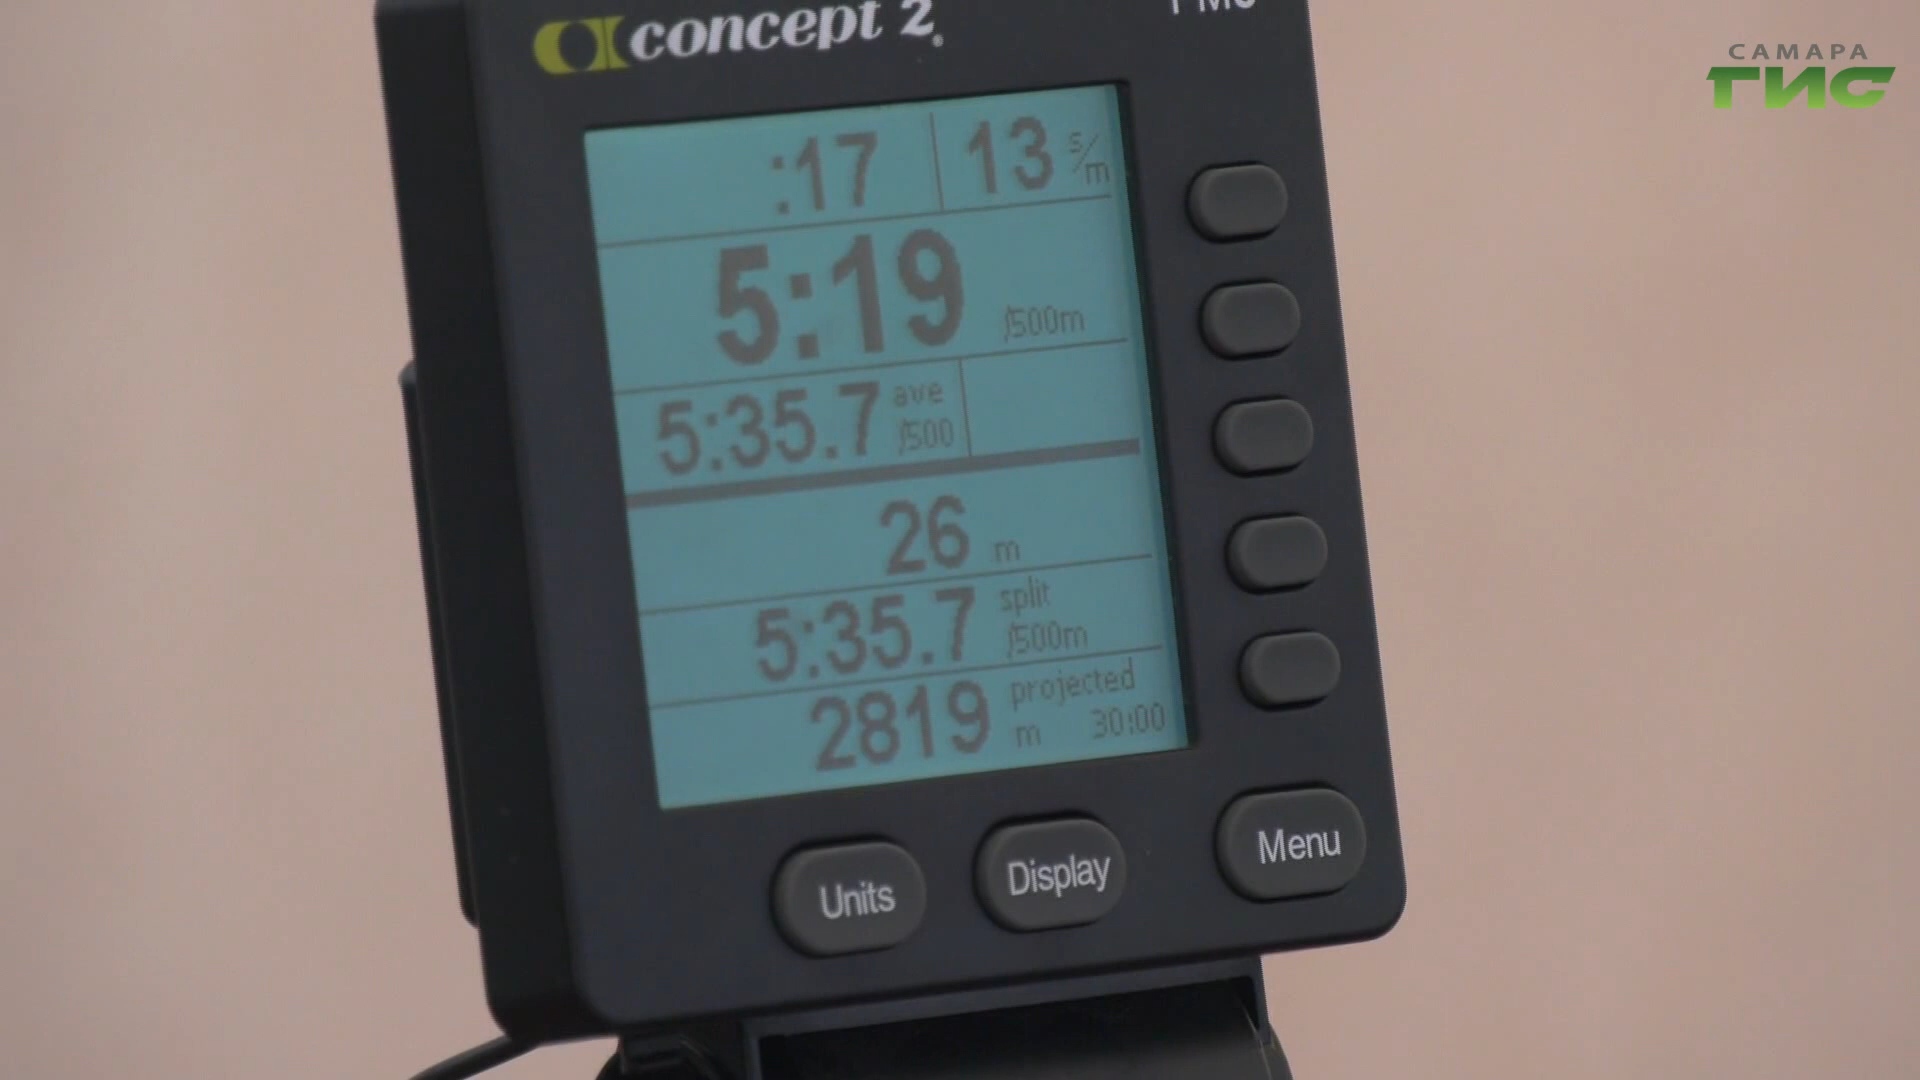 concept 2
САМАРА
ГИС
:17 13 s/m
5:19 /500m
5:35.7 ave /500
26 m
5:35.7 split /500m
2819 m projected 30:00
Units
Display
Menu